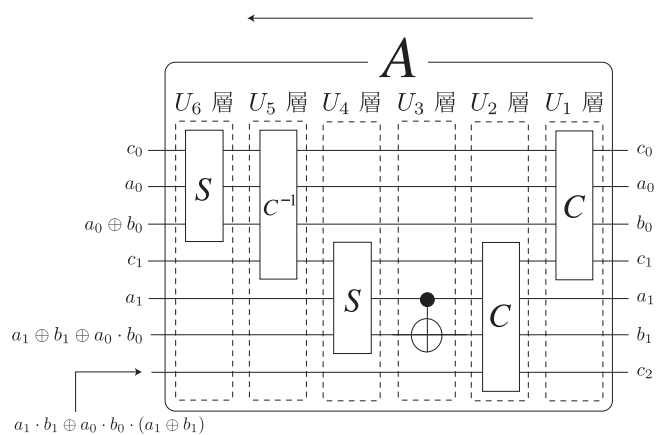 A
U₆ 層 U₅ 層 U₄ 層 U₃ 層 U₂ 層 U₁ 層
c₀ c₀
a₀ S C⁻¹ C a₀
a₀ ⊕ b₀ b₀
c₁ c₁
a₁ S C a₁
a₁ ⊕ b₁ ⊕ a₀ · b₀ b₁
c₂
a₁ · b₁ ⊕ a₀ · b₀ · (a₁ ⊕ b₁)